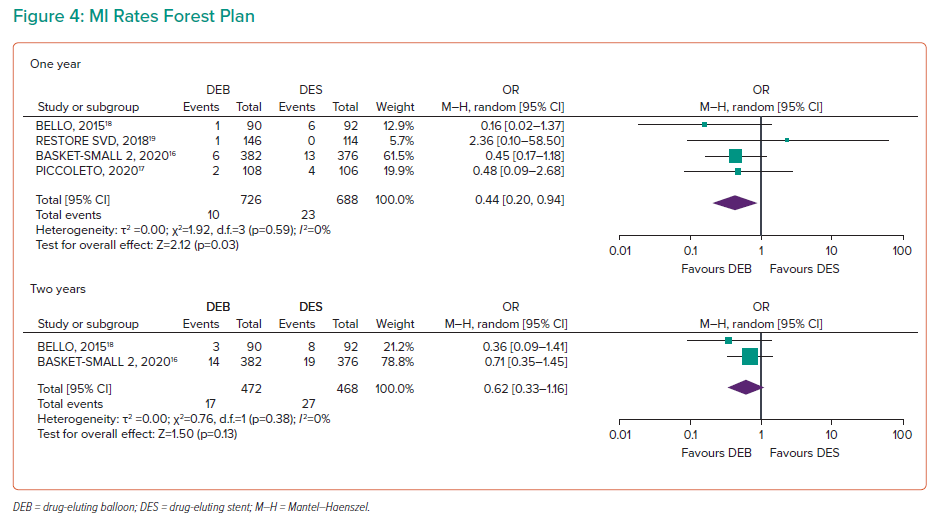 Figure 4: MI Rates Forest Plan
One year
DEB DES OR OR
Study or subgroup Events Total Events Total Weight M–H, random [95% CI] M–H, random [95% CI]
BELLO, 2015¹⁸ 1 90 6 92 12.9% 0.16 [0.02–1.37]
RESTORE SVD, 2018¹⁹ 1 146 0 114 5.7% 2.36 [0.10–58.50]
BASKET-SMALL 2, 2020¹⁶ 6 382 13 376 61.5% 0.45 [0.17–1.18]
PICCOLETO, 2020¹⁷ 2 108 4 106 19.9% 0.48 [0.09–2.68]
Total [95% CI] 726 688 100.0% 0.44 [0.20, 0.94]
Total events 10 23
Heterogeneity: τ² =0.00; χ²=1.92, d.f.=3 (p=0.59); I²=0%
Test for overall effect: Z=2.12 (p=0.03)
0.01 0.1 1 10 100
Favours DEB Favours DES
Two years
DEB DES OR OR
Study or subgroup Events Total Events Total Weight M–H, random [95% CI] M–H, random [95% CI]
BELLO, 2015¹⁸ 3 90 8 92 21.2% 0.36 [0.09–1.41]
BASKET-SMALL 2, 2020¹⁶ 14 382 19 376 78.8% 0.71 [0.35–1.45]
Total [95% CI] 472 468 100.0% 0.62 [0.33–1.16]
Total events 17 27
Heterogeneity: τ² =0.00; χ²=0.76, d.f.=1 (p=0.38); I²=0%
Test for overall effect: Z=1.50 (p=0.13)
0.01 0.1 1 10 100
Favours DEB Favours DES
DEB = drug-eluting balloon; DES = drug-eluting stent; M–H = Mantel–Haenszel.